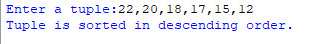 Enter a tuple:22,20,18,17,15,12
Tuple is sorted in descending order.